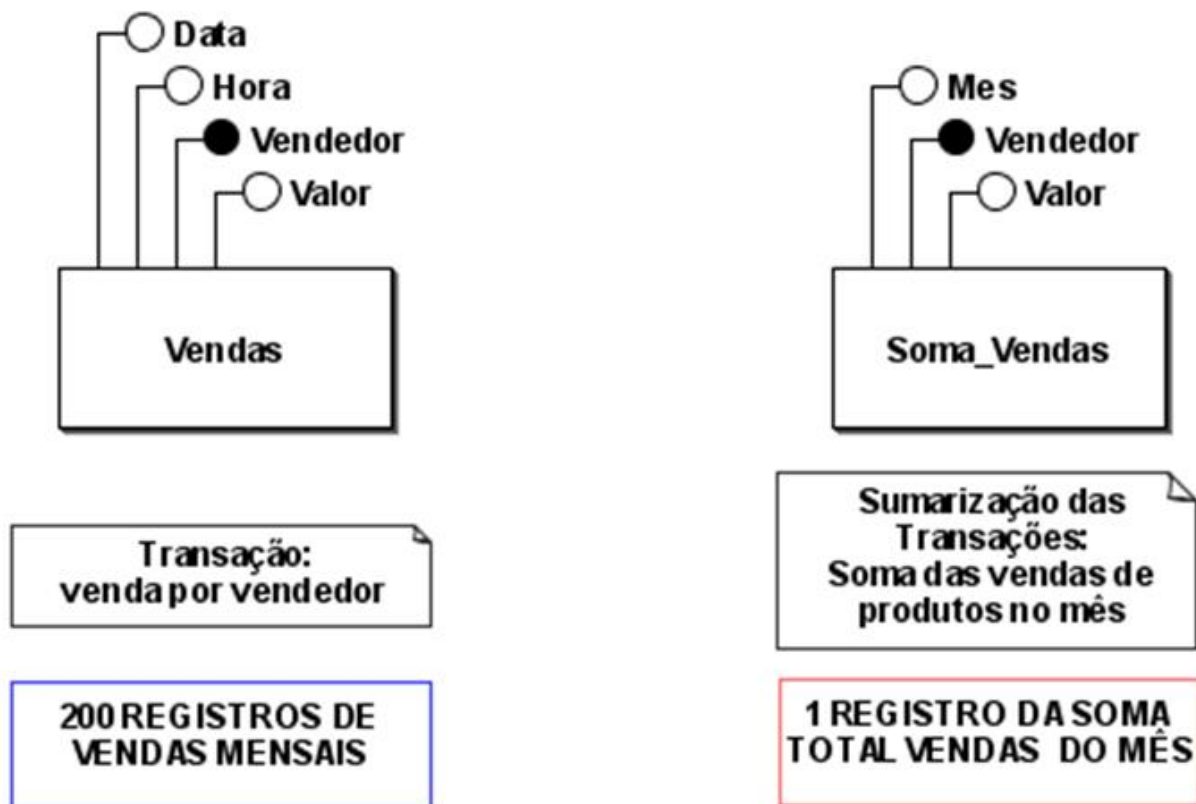 Data
Hora
Vendedor
Valor
Vendas
Transação:
venda por vendedor
200 REGISTROS DE
VENDAS MENSAIS
Mes
Vendedor
Valor
Soma_Vendas
Sumarização das
Transações:
Soma das vendas de
produtos no mês
1 REGISTRO DA SOMA
TOTAL VENDAS DO MÊS